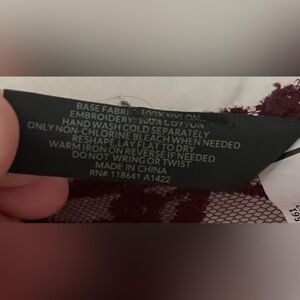 BASE FABRIC: 100% NYLON
EMBROIDERY: 100% COTTON
HAND WASH COLD SEPARATELY
ONLY NON-CHLORINE BLEACH WHEN NEEDED
RESHAPE, LAY FLAT TO DRY
WARM IRON ON REVERSE IF NEEDED
DO NOT WRING OR TWIST
MADE IN CHINA
RN# 118641 A1422